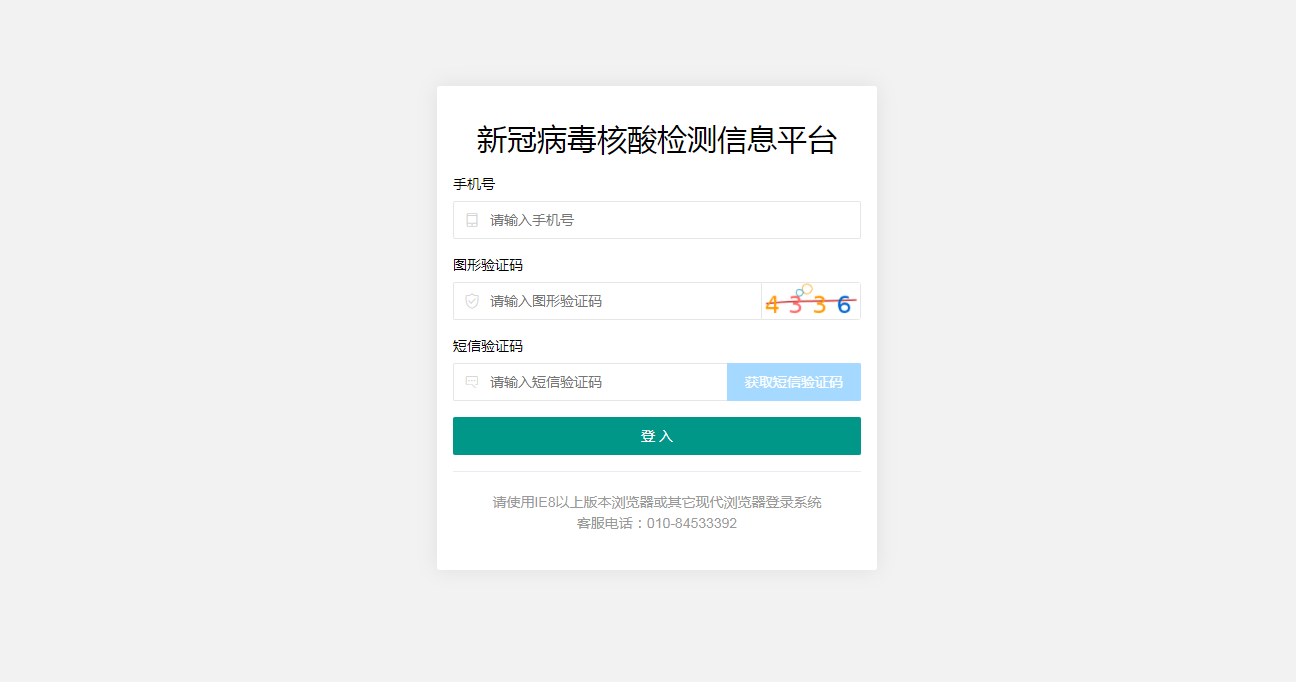 新冠病毒核酸检测信息平台
手机号
请输入手机号
图形验证码
请输入图形验证码 4336
短信验证码
请输入短信验证码 获取短信验证码
登 入
请使用IE8以上版本浏览器或其它现代浏览器登录系统
客服电话：010-84533392